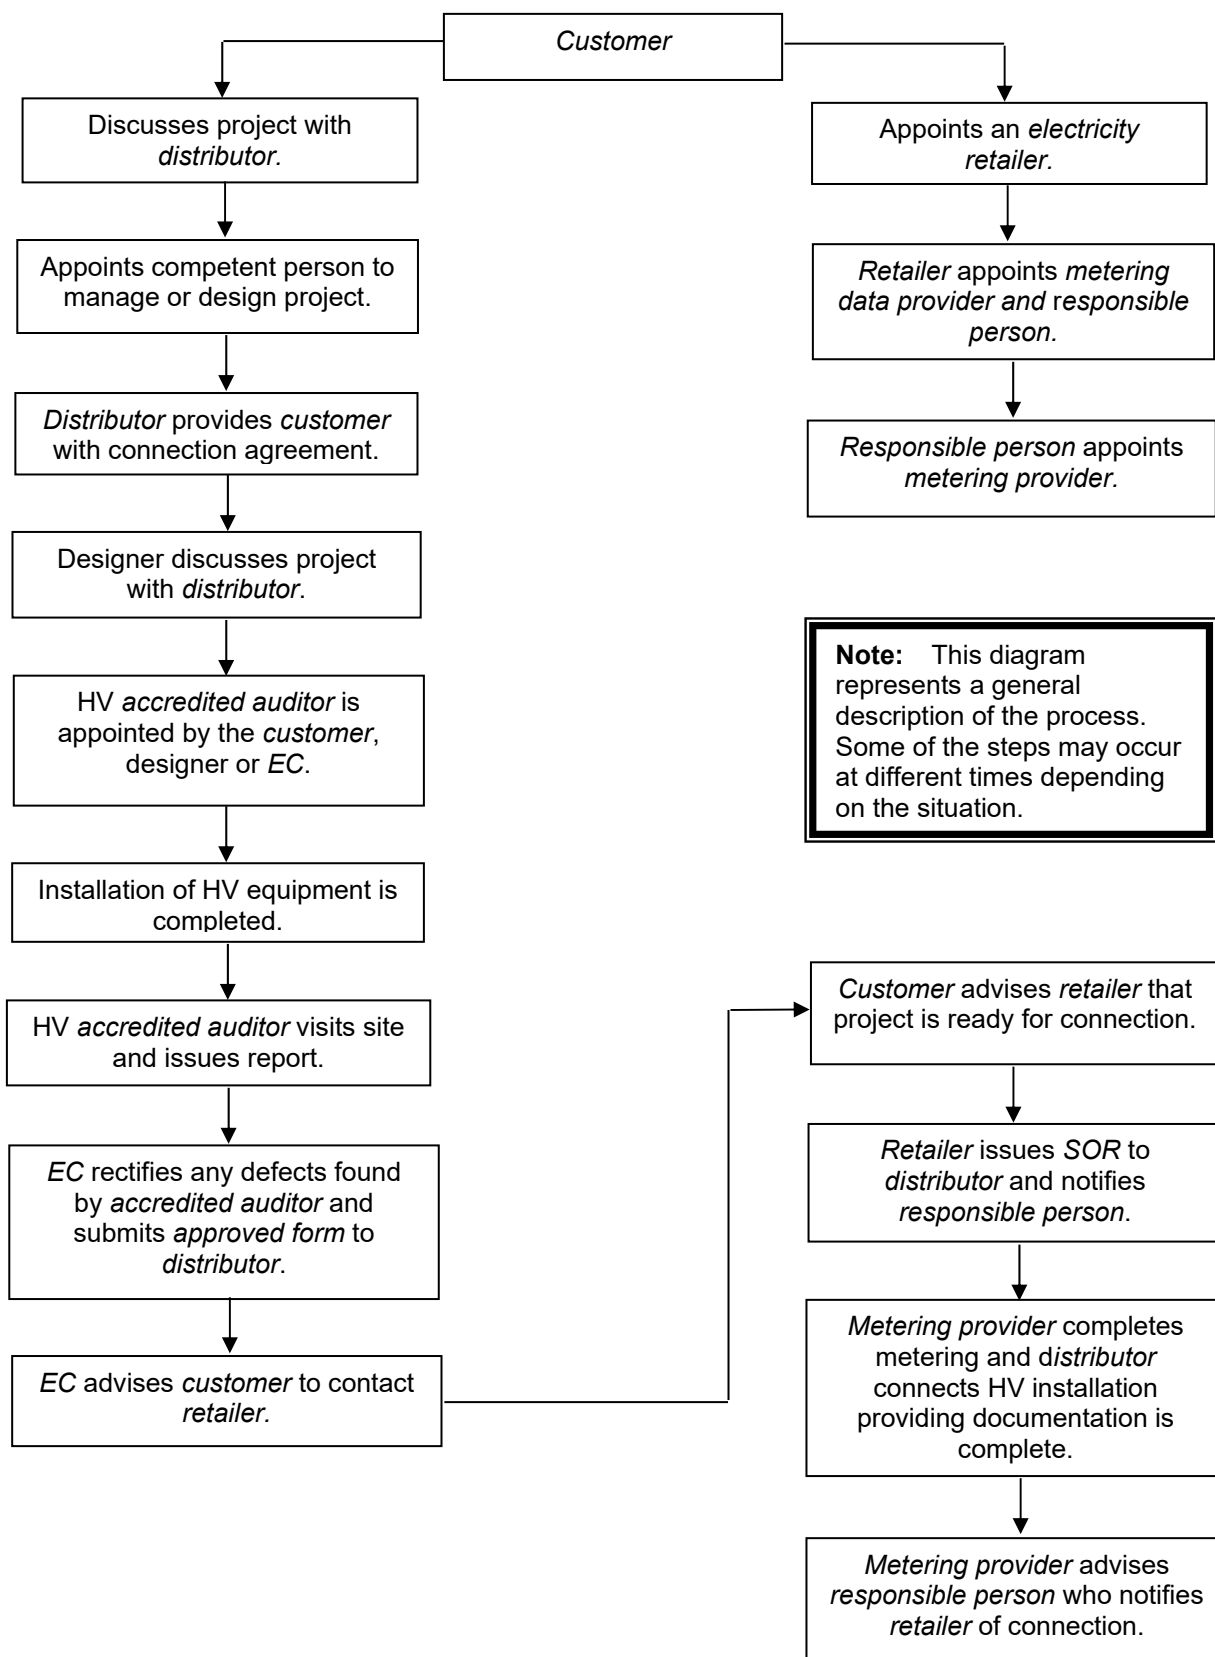 Customer
Discusses project with
distributor.
Appoints competent person to
manage or design project.
Distributor provides customer
with connection agreement.
Designer discusses project
with distributor.
HV accredited auditor is
appointed by the customer,
designer or EC.
Installation of HV equipment is
completed.
HV accredited auditor visits site
and issues report.
EC rectifies any defects found
by accredited auditor and
submits approved form to
distributor.
EC advises customer to contact
retailer.
Appoints an electricity
retailer.
Retailer appoints metering
data provider and responsible
person.
Responsible person appoints
metering provider.
Note: This diagram
represents a general
description of the process.
Some of the steps may occur
at different times depending
on the situation.
Customer advises retailer that
project is ready for connection.
Retailer issues SOR to
distributor and notifies
responsible person.
Metering provider completes
metering and distributor
connects HV installation
providing documentation is
complete.
Metering provider advises
responsible person who notifies
retailer of connection.